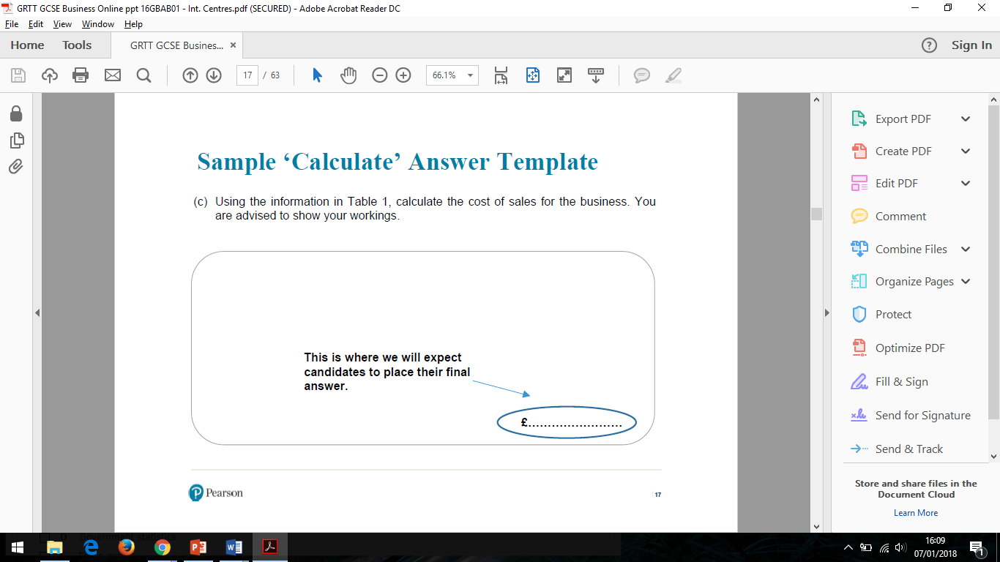 GRTT GCSE Business Online ppt 16GBAB01 - Int. Centres.pdf (SECURED) - Adobe Acrobat Reader DC
File Edit View Window Help
Home Tools GRTT GCSE Busines... × ? Sign In
17 / 63 66.1%
Sample ‘Calculate’ Answer Template
(c) Using the information in Table 1, calculate the cost of sales for the business. You
are advised to show your workings.
This is where we will expect
candidates to place their final
answer.
£........................
Pearson
17
Export PDF
Create PDF
Edit PDF
Comment
Combine Files
Organize Pages
Protect
Optimize PDF
Fill & Sign
Send for Signature
Send & Track
Store and share files in the
Document Cloud
Learn More
D Government statistics
16:09
07/01/2018
1